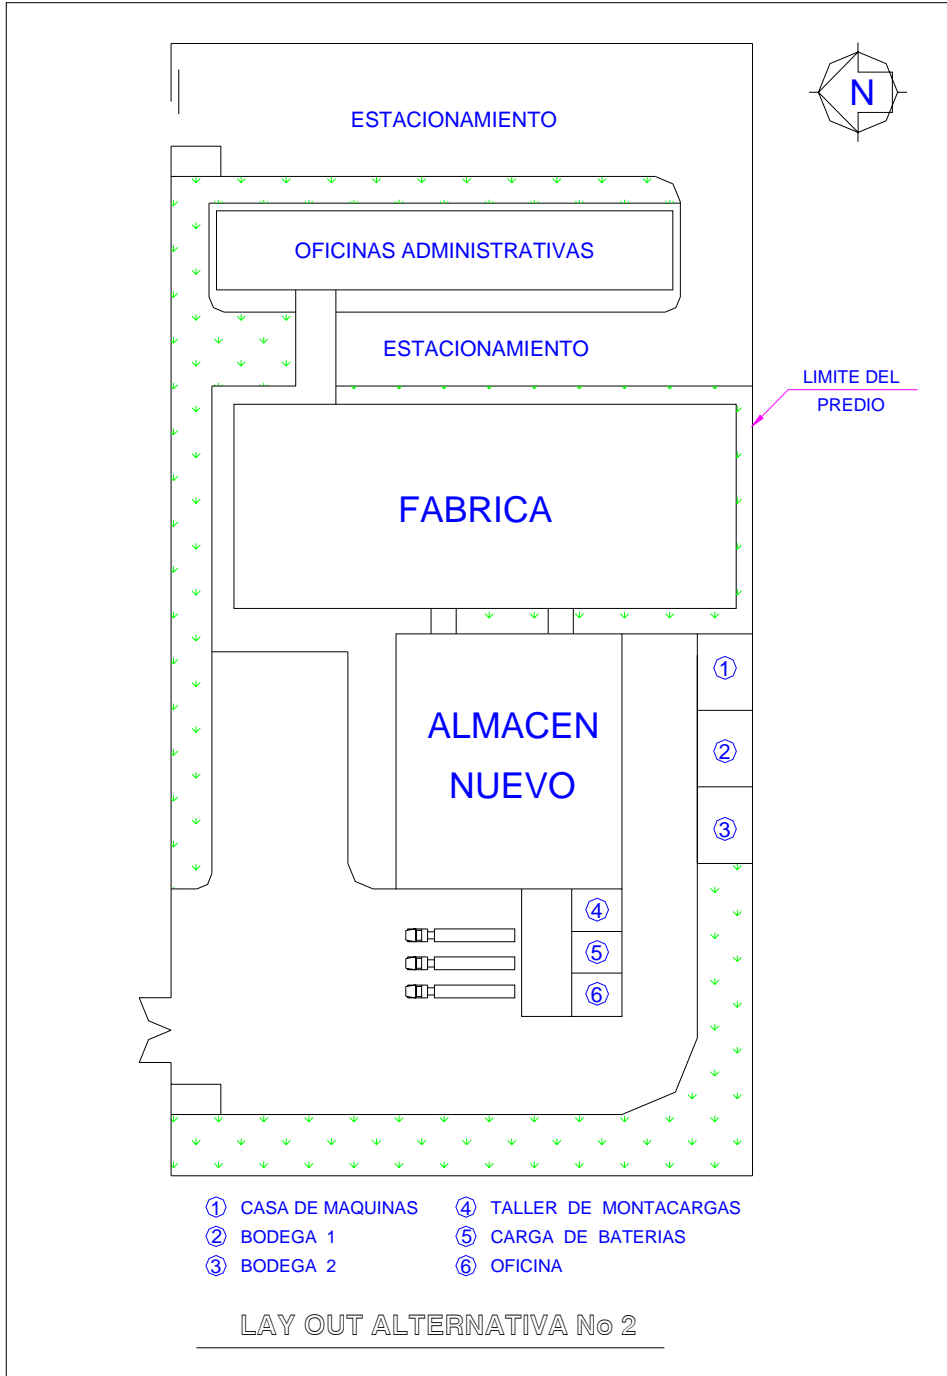 N
ESTACIONAMIENTO
OFICINAS ADMINISTRATIVAS
ESTACIONAMIENTO
LIMITE DEL
PREDIO
FABRICA
1
ALMACEN
NUEVO
2
3
4
5
6
1 CASA DE MAQUINAS
4 TALLER DE MONTACARGAS
2 BODEGA 1
5 CARGA DE BATERIAS
3 BODEGA 2
6 OFICINA
LAY OUT ALTERNATIVA No 2